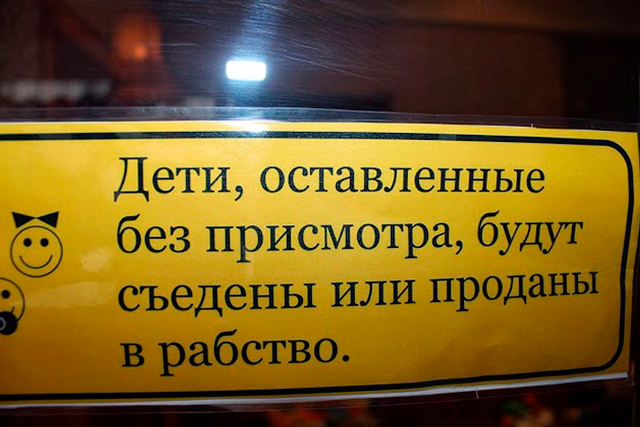 Дети, оставленные
без присмотра, будут
съедены или проданы
в рабство.